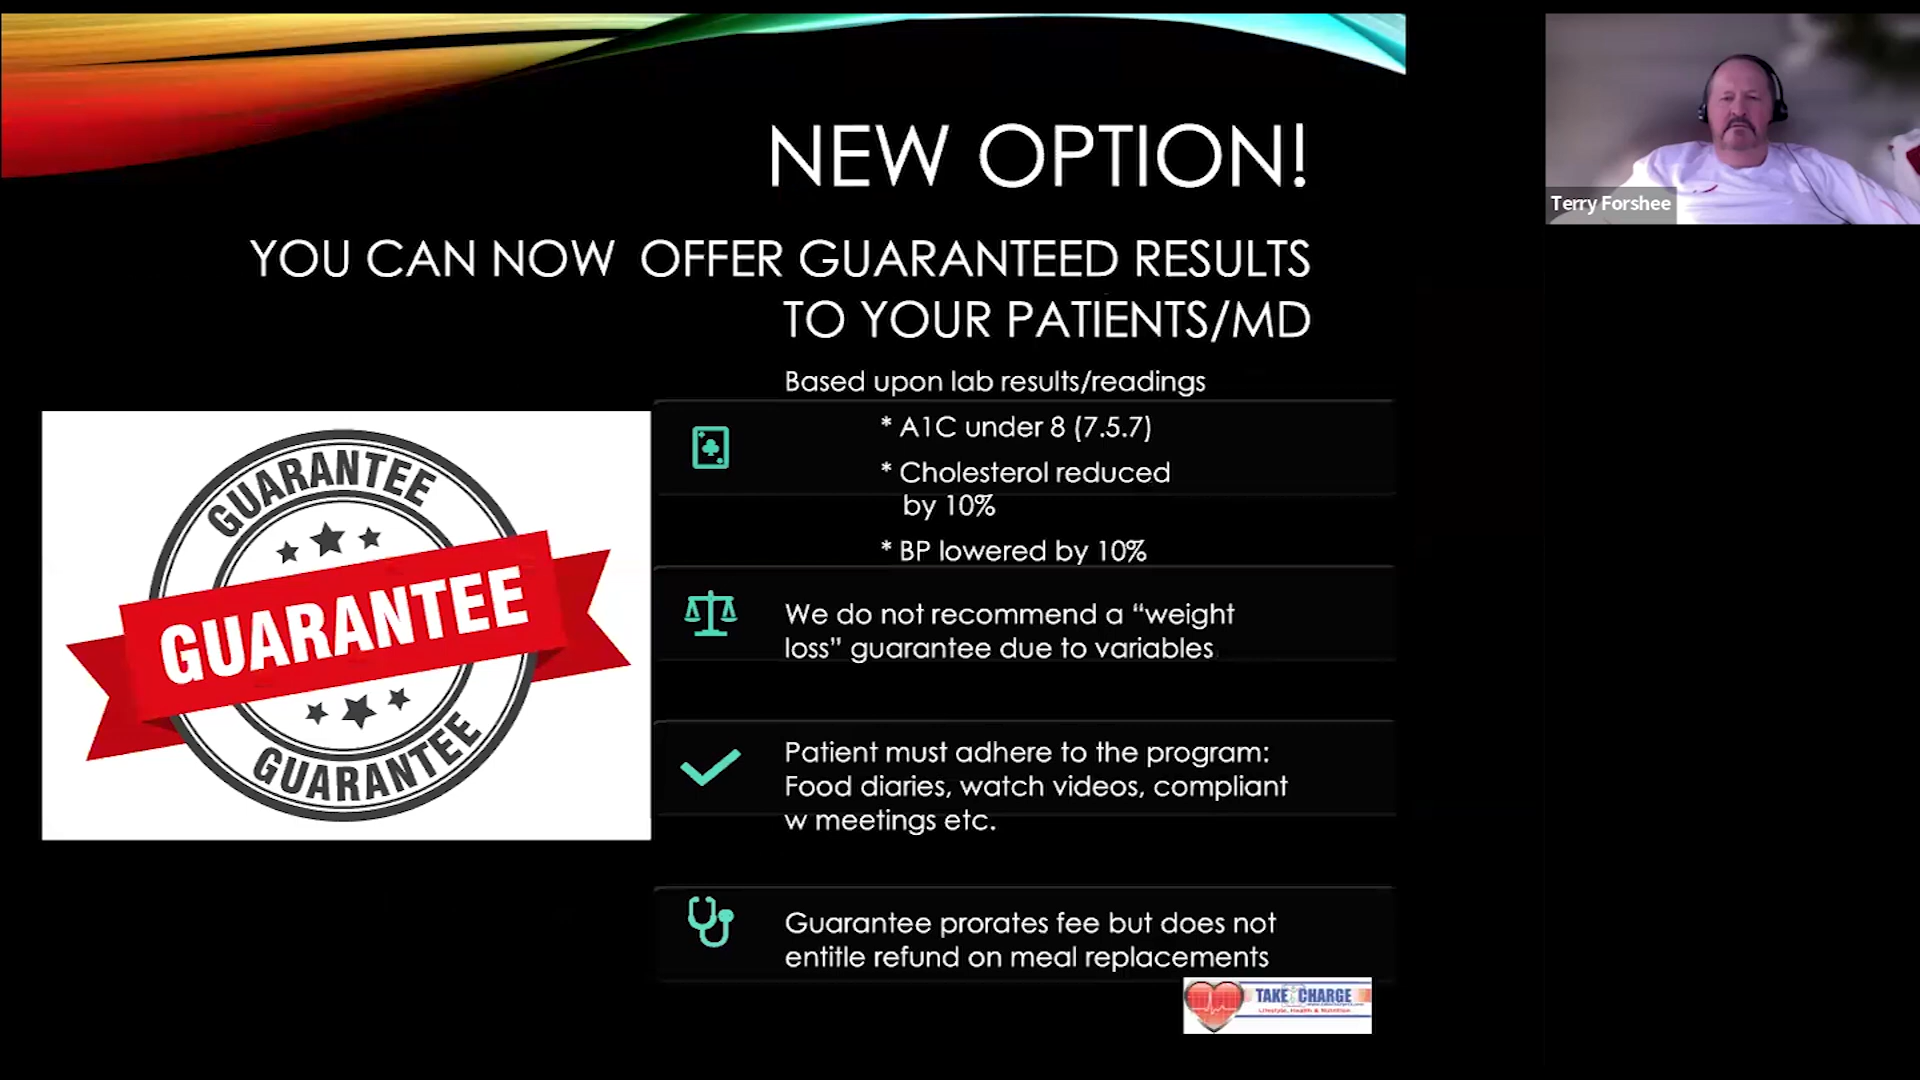 NEW OPTION!
YOU CAN NOW OFFER GUARANTEED RESULTS
TO YOUR PATIENTS/MD
Based upon lab results/readings
* A1C under 8 (7.5.7)
* Cholesterol reduced
by 10%
* BP lowered by 10%
We do not recommend a “weight
loss” guarantee due to variables
Patient must adhere to the program:
Food diaries, watch videos, compliant
w meetings etc.
Guarantee prorates fee but does not
entitle refund on meal replacements
GUARANTEE
GUARANTEE
GUARANTEE
TAKE CHARGE
Lifestyle, Health & Nutrition
Terry Forshee